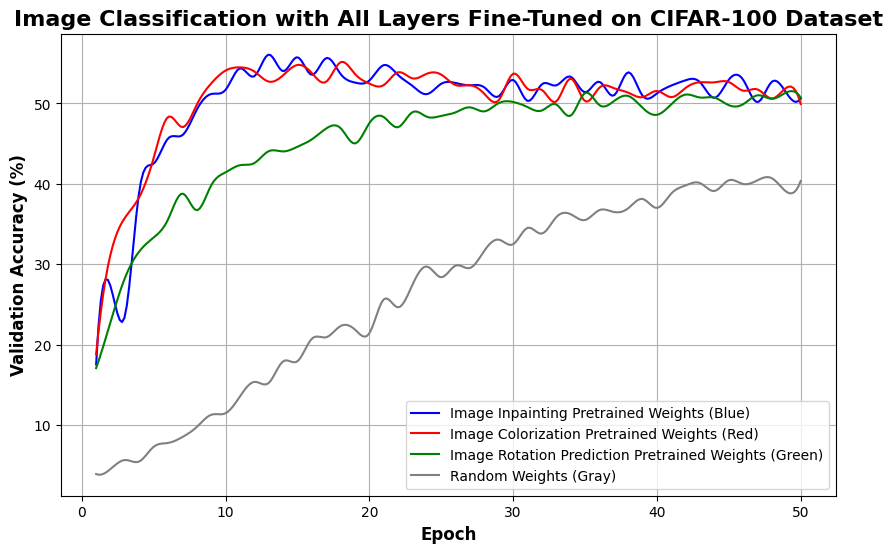 Image Classification with All Layers Fine-Tuned on CIFAR-100 Dataset
Validation Accuracy (%)
50
40
30
20
10
Image Inpainting Pretrained Weights (Blue)
Image Colorization Pretrained Weights (Red)
Image Rotation Prediction Pretrained Weights (Green)
Random Weights (Gray)
0 10 20 30 40 50
Epoch